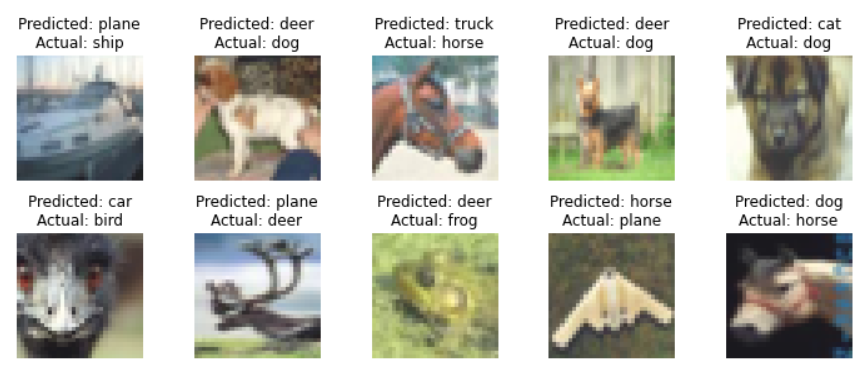 Predicted: plane
Actual: ship
Predicted: deer
Actual: dog
Predicted: truck
Actual: horse
Predicted: deer
Actual: dog
Predicted: cat
Actual: dog
Predicted: car
Actual: bird
Predicted: plane
Actual: deer
Predicted: deer
Actual: frog
Predicted: horse
Actual: plane
Predicted: dog
Actual: horse